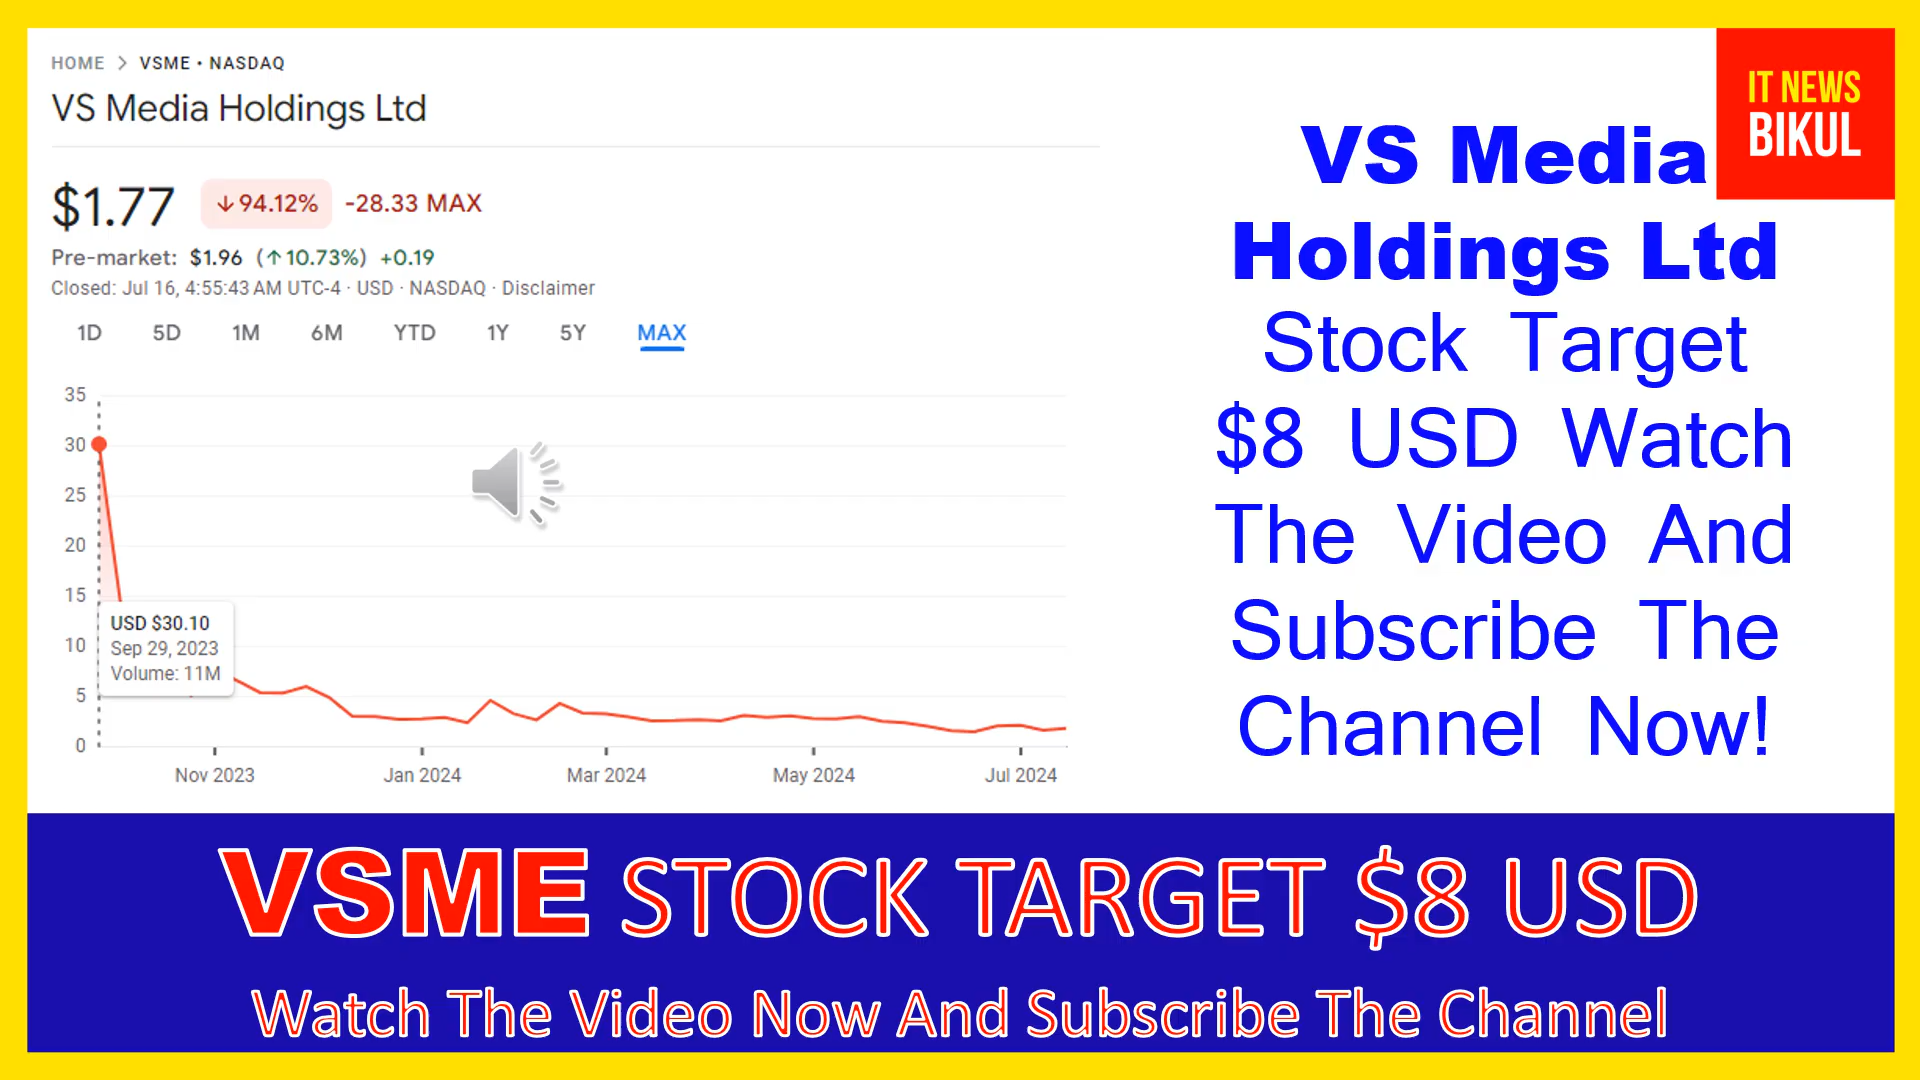 HOME > VSME • NASDAQ
VS Media Holdings Ltd
$1.77 ↓94.12% -28.33 MAX
Pre-market: $1.96 (↑10.73%) +0.19
Closed: Jul 16, 4:55:43 AM UTC-4 · USD · NASDAQ · Disclaimer
1D 5D 1M 6M YTD 1Y 5Y MAX
35
30
25
20
15
10
5
0
USD $30.10
Sep 29, 2023
Volume: 11M
Nov 2023 Jan 2024 Mar 2024 May 2024 Jul 2024
IT NEWS
BIKUL
VS Media
Holdings Ltd
Stock Target
$8 USD Watch
The Video And
Subscribe The
Channel Now!
VSME STOCK TARGET $8 USD
Watch The Video Now And Subscribe The Channel